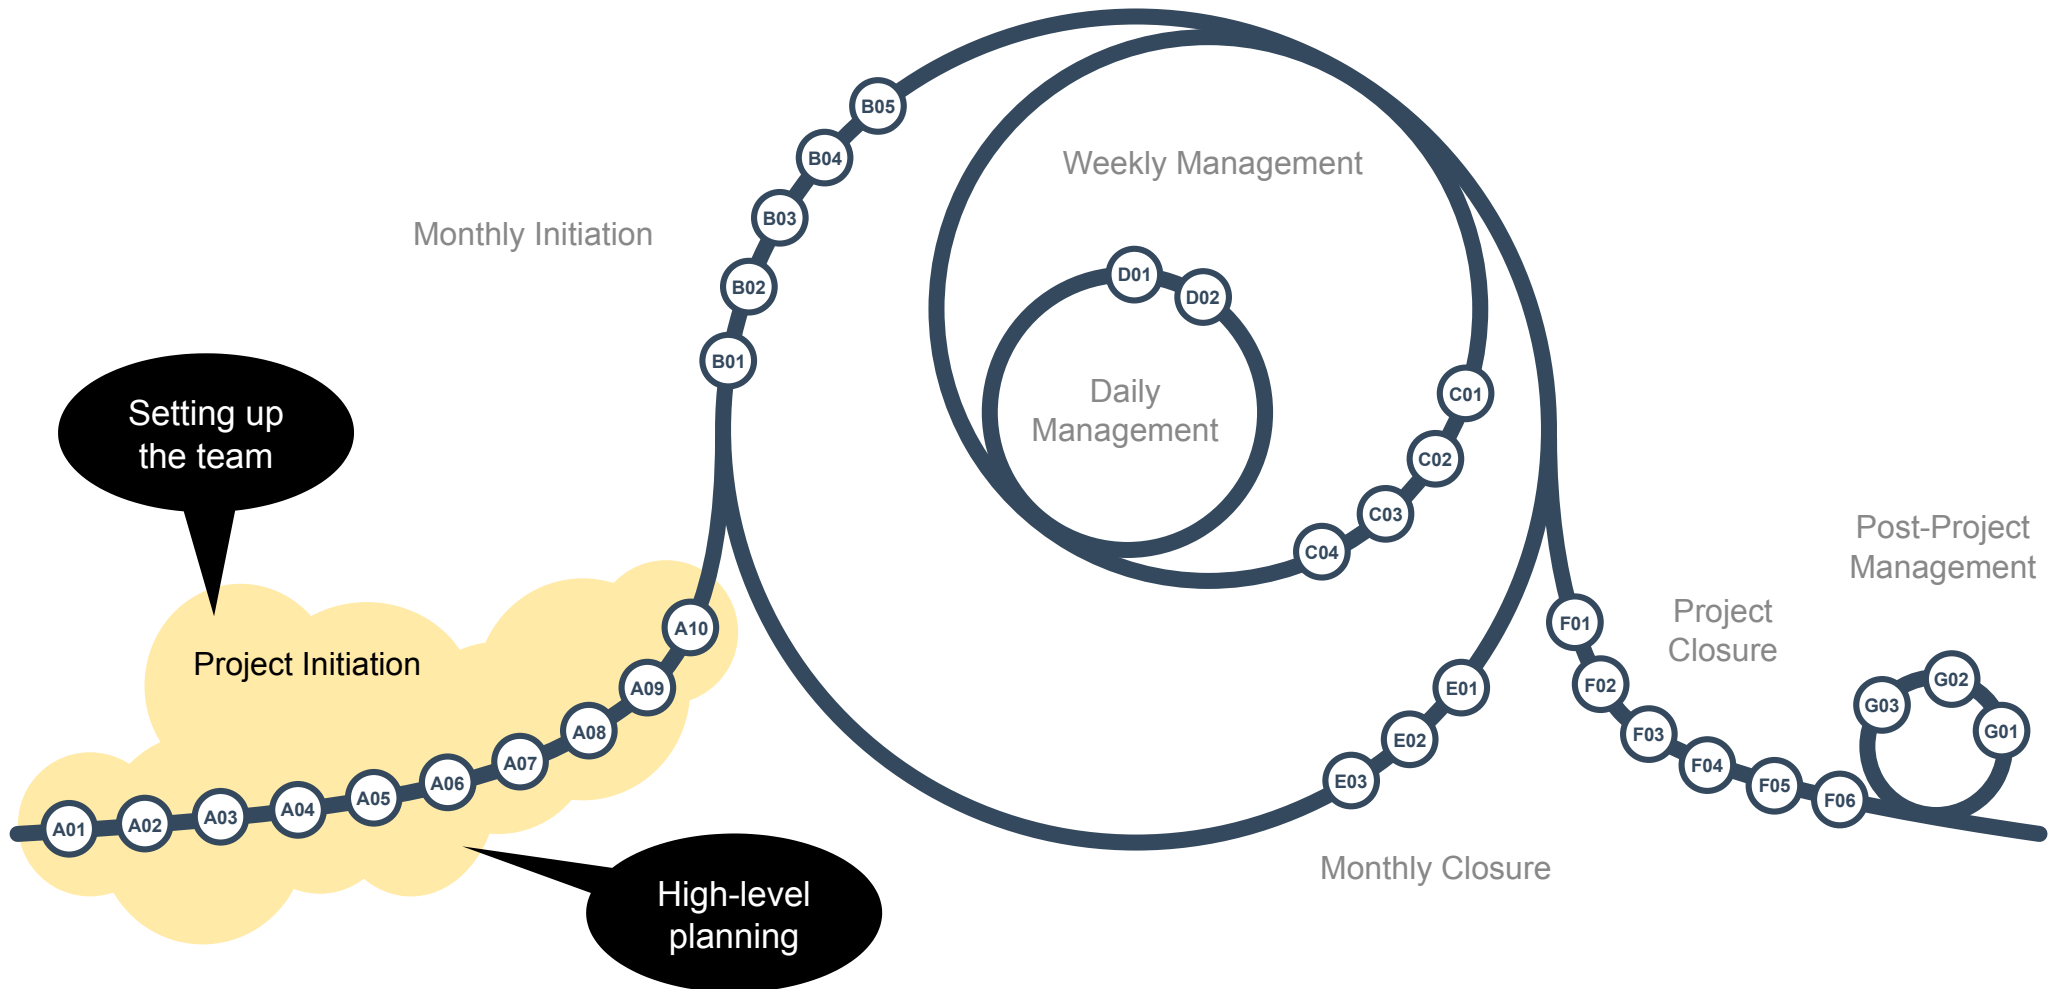 B05
B04
Weekly Management
B03
Monthly Initiation
D01
B02
D02
B01
Daily
Management
C01
Setting up
the team
C02
C03
C04
Post-Project
Management
Project
Closure
F01
A10
Project Initiation
A09
E01
F02
G02
G03
A08
E02
F03
G01
A07
A06
E03
F04
F05
A05
F06
A04
A03
A02
A01
Monthly Closure
High-level
planning